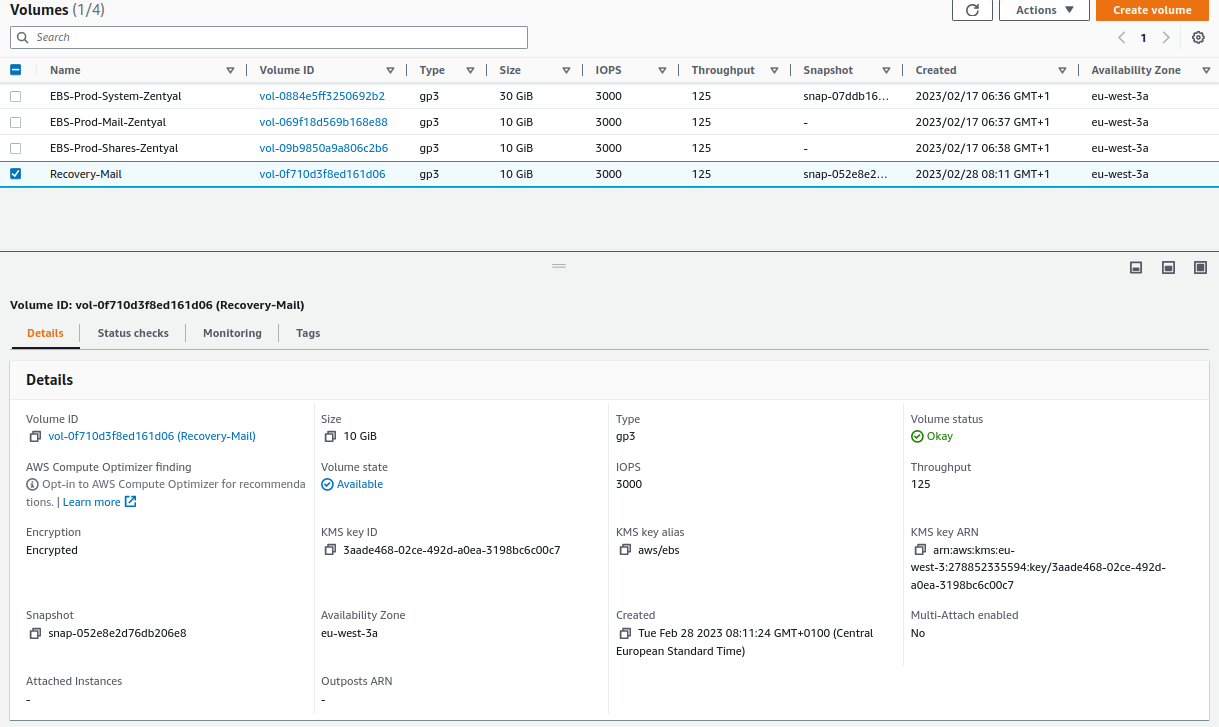 Volumes (1/4)
Actions
Create volume
Search
1
Name Volume ID Type Size IOPS Throughput Snapshot Created Availability Zone
EBS-Prod-System-Zentyal vol-0884e5ff3250692b2 gp3 30 GiB 3000 125 snap-07ddb16... 2023/02/17 06:36 GMT+1 eu-west-3a
EBS-Prod-Mail-Zentyal vol-069f18d569b168e88 gp3 10 GiB 3000 125 - 2023/02/17 06:37 GMT+1 eu-west-3a
EBS-Prod-Shares-Zentyal vol-09b9850a9a806c2b6 gp3 10 GiB 3000 125 - 2023/02/17 06:38 GMT+1 eu-west-3a
Recovery-Mail vol-0f710d3f8ed161d06 gp3 10 GiB 3000 125 snap-052e8e2... 2023/02/28 08:11 GMT+1 eu-west-3a
Volume ID: vol-0f710d3f8ed161d06 (Recovery-Mail)
Details Status checks Monitoring Tags
Details
Volume ID
vol-0f710d3f8ed161d06 (Recovery-Mail)
Size
10 GiB
Type
gp3
Volume status
Okay
AWS Compute Optimizer finding
Opt-in to AWS Compute Optimizer for recommenda
tions. | Learn more
Volume state
Available
IOPS
3000
Throughput
125
Encryption
Encrypted
KMS key ID
3aade468-02ce-492d-a0ea-3198bc6c00c7
KMS key alias
aws/ebs
KMS key ARN
arn:aws:kms:eu-
west-3:278852335594:key/3aade468-02ce-492d-
a0ea-3198bc6c00c7
Snapshot
snap-052e8e2d76db206e8
Availability Zone
eu-west-3a
Created
Tue Feb 28 2023 08:11:24 GMT+0100 (Central
European Standard Time)
Multi-Attach enabled
No
Attached Instances
-
Outposts ARN
-